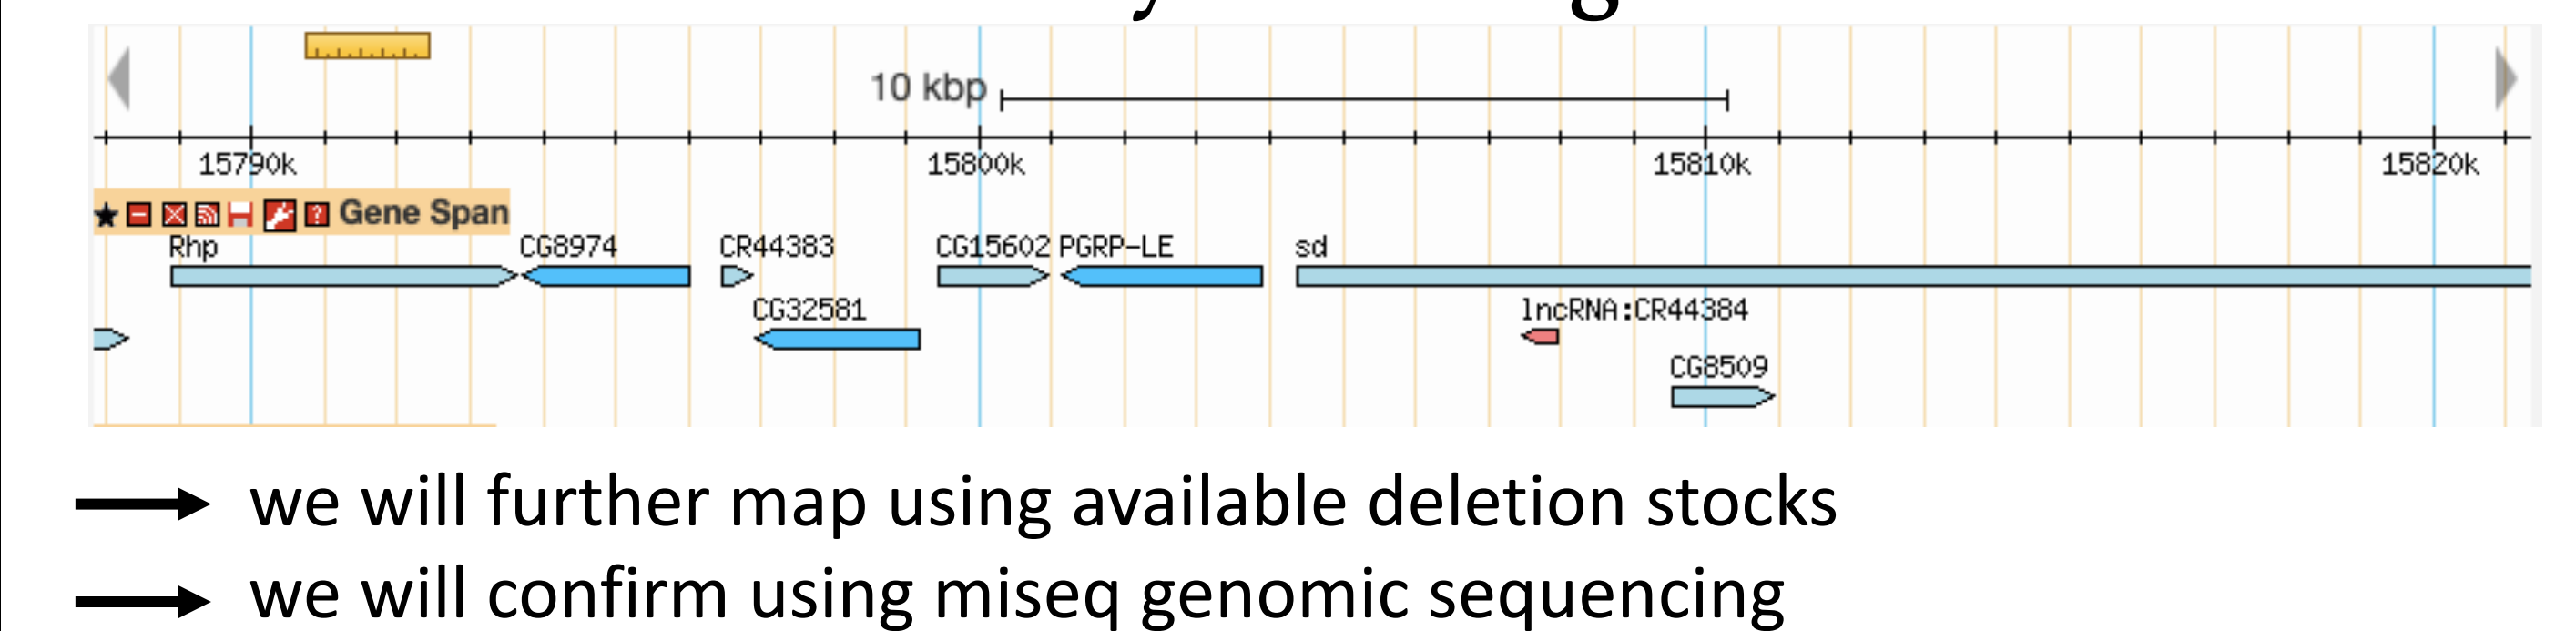 10 kbp
15790k 15800k 15810k 15820k
Gene Span
Rhp CG8974 CR44383 CG15602 PGRP-LE sd
CG32581 lncRNA:CR44384
CG8509
we will further map using available deletion stocks
we will confirm using miseq genomic sequencing